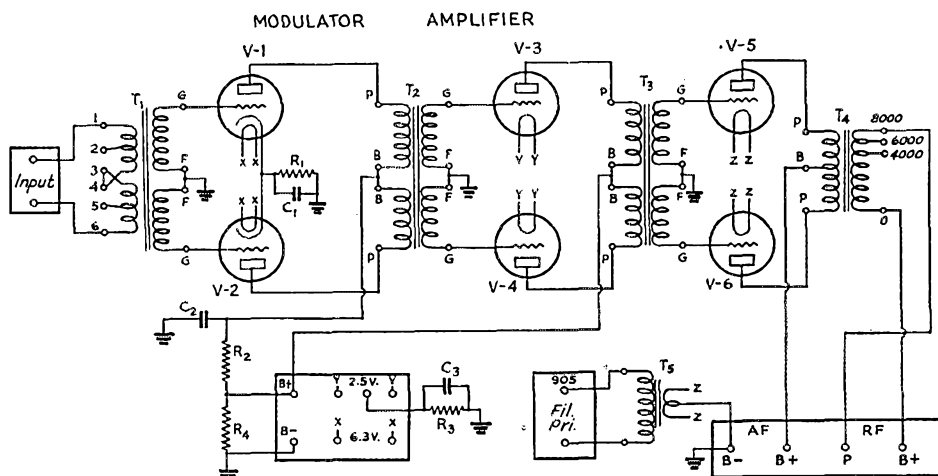 MODULATOR AMPLIFIER
V-1 V-3 V-5
T1 G P T2 G P T3 G P T4 8000
6000
4000
1
2
3
4
5
6
Input
F
F
X X
R1
C1
B
B
F
F
Y Y
B
B
F
F
Z Z
B
X X
Y Y
Z Z
O
G P G P G P
V-2 V-4 V-6
C2
R2
R4
B+ Y 2.5V. Y
B- X 6.3V. X
C3
R3
905
Fil.
pri.
T5
Z
Z
AF RF
B- B+ P B+